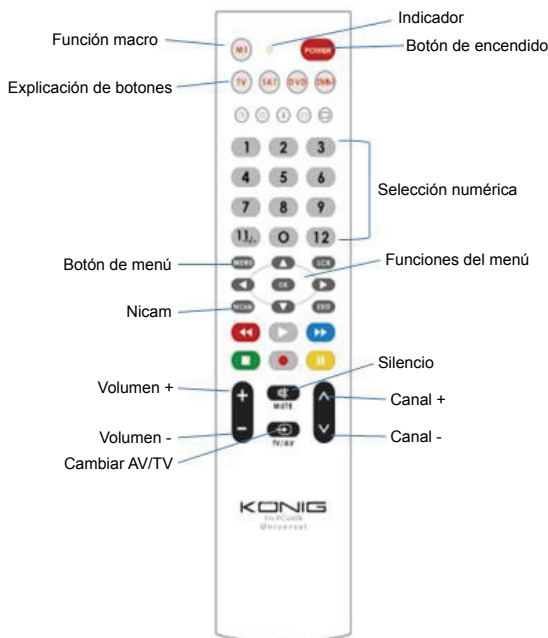 Indicador
Función macro
Botón de encendido
M1
POWER
Explicación de botones
TV SAT DVD
1 2 3
4 5 6
Selección numérica
7 8 9
0 12
Botón de menú
MENU
Funciones del menú
OK
Nicam
NICAM EXIT
Silencio
Volumen +
+
MUTE
Canal +
Volumen -
-
Canal -
Cambiar AV/TV
TV/AV
KÖNIG
Universal